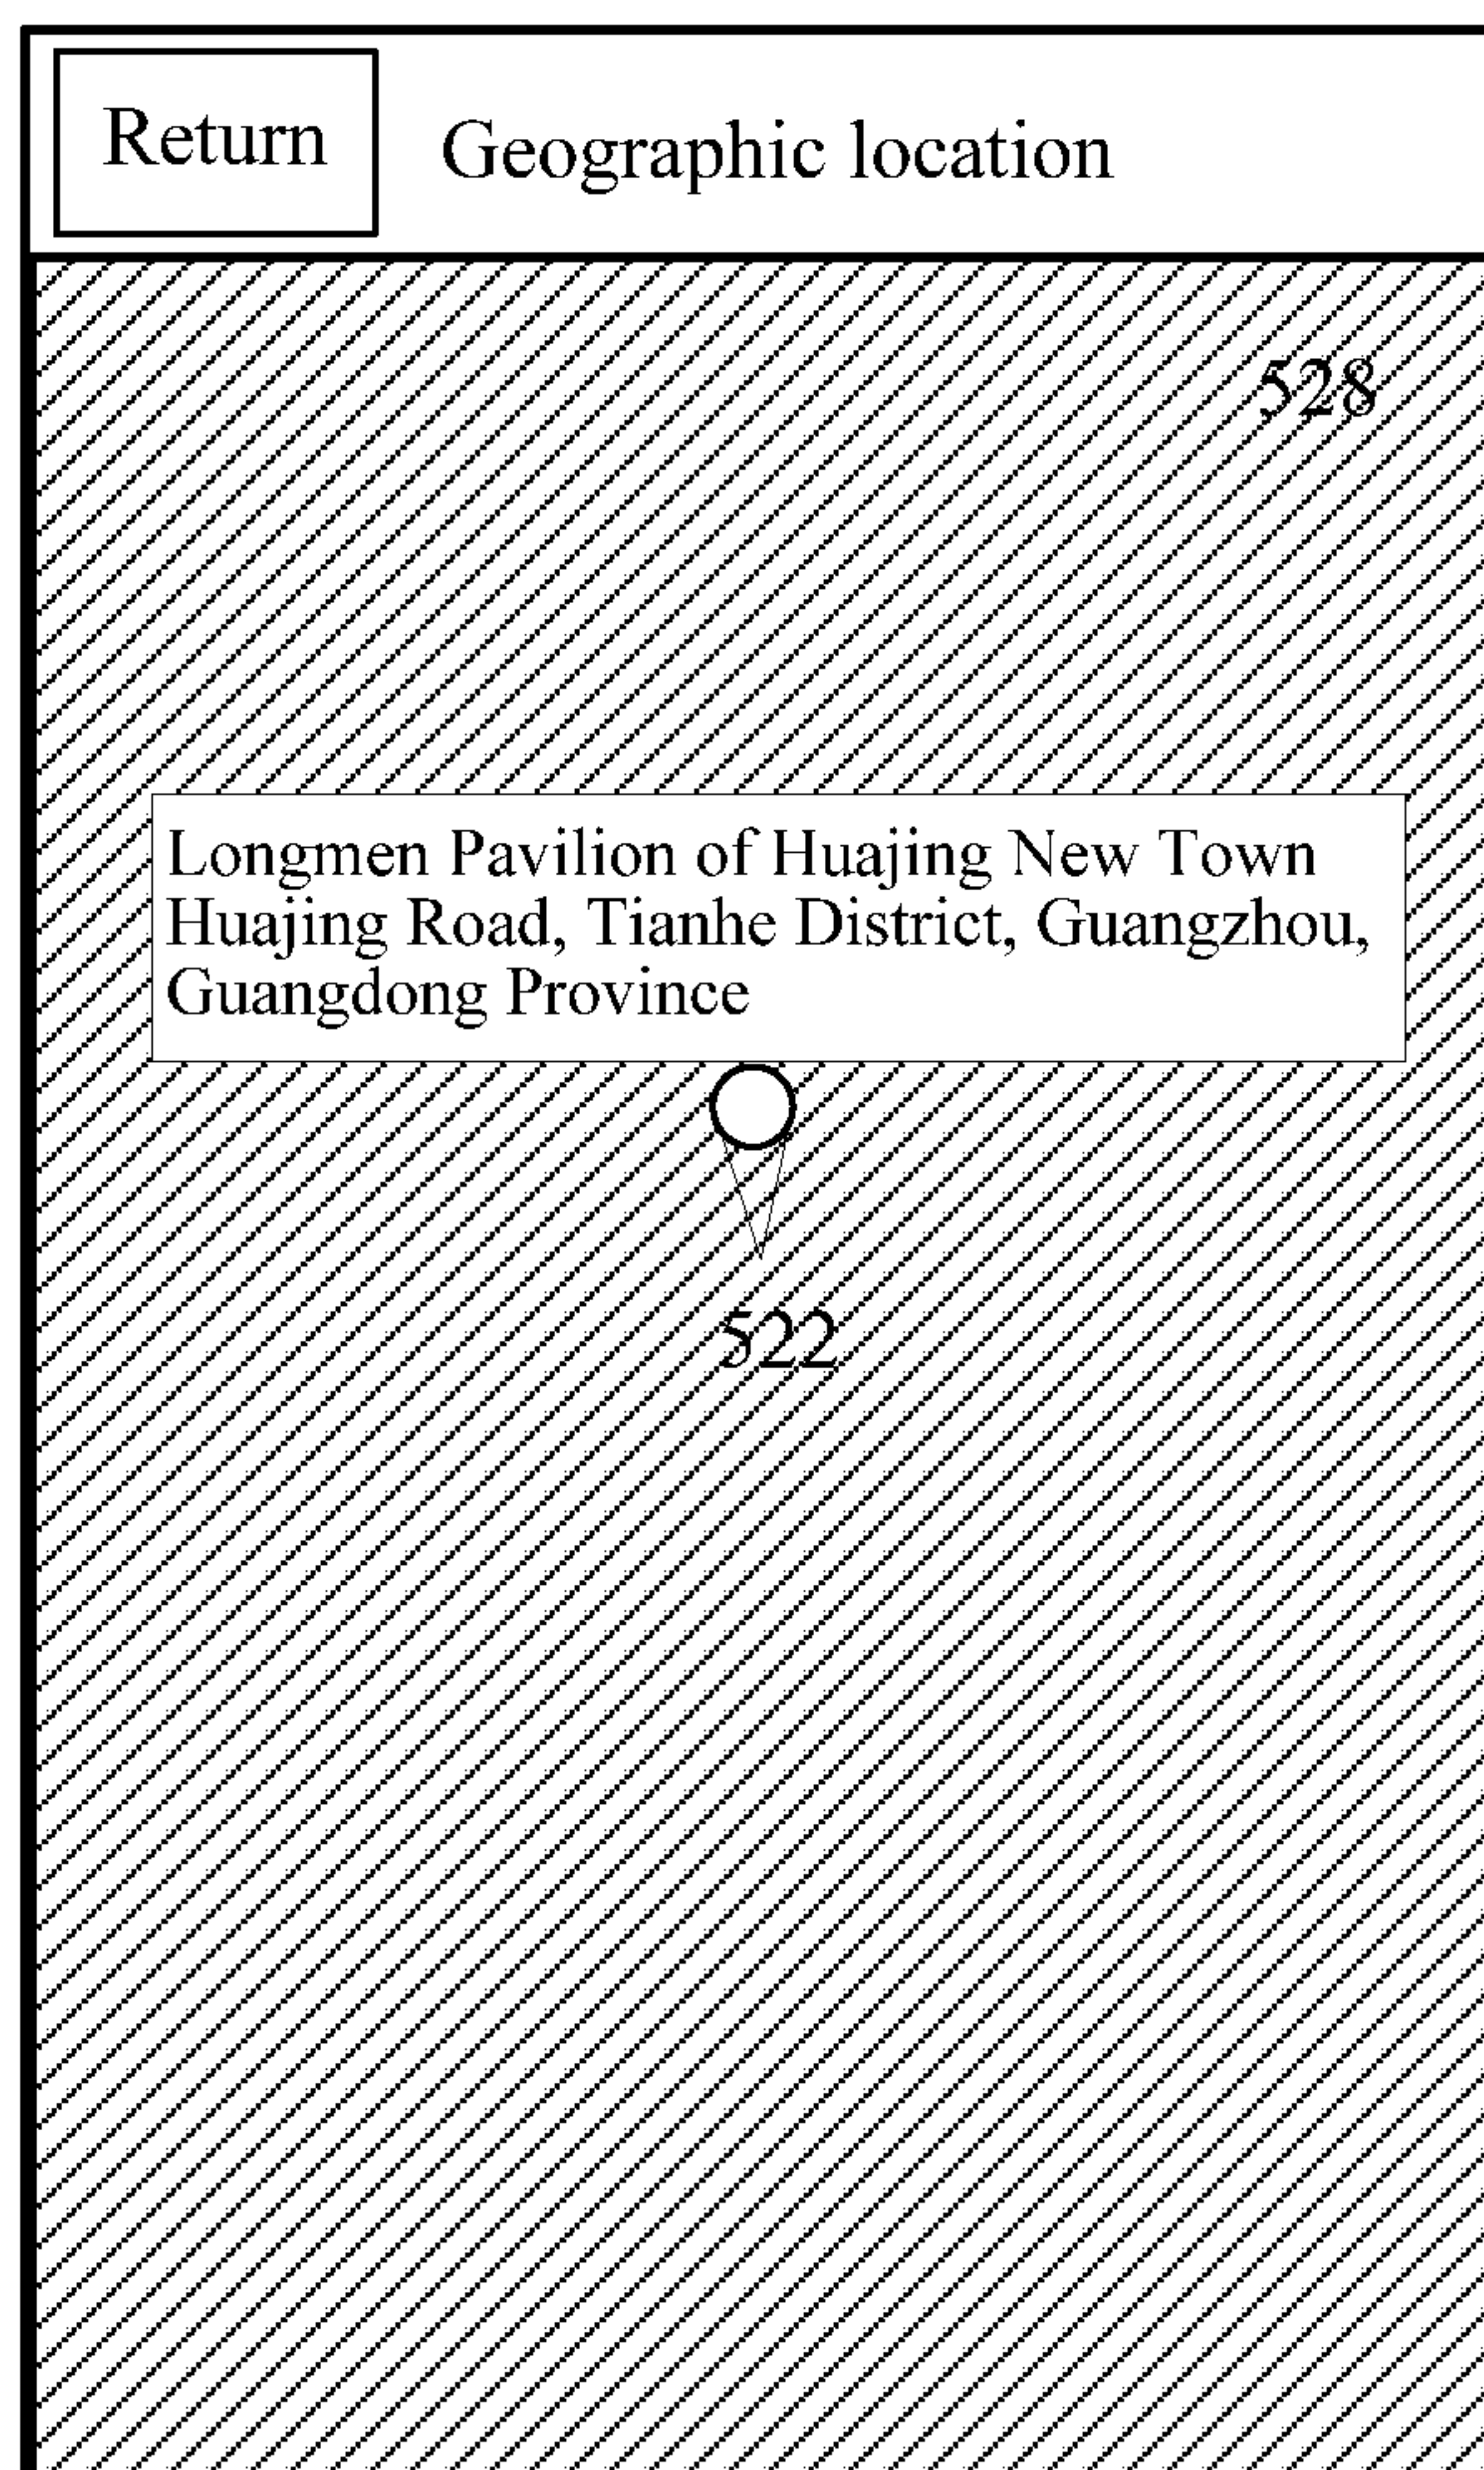 Return
Geographic location
528
Longmen Pavilion of Huajing New Town
Huajing Road, Tianhe District, Guangzhou,
Guangdong Province
522